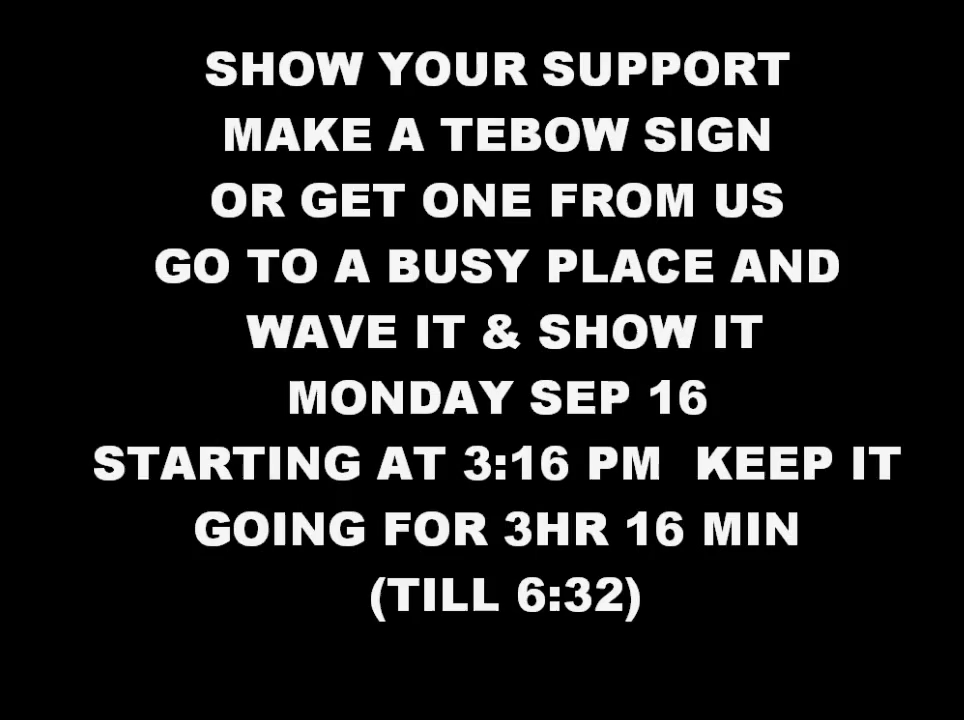 SHOW YOUR SUPPORT
MAKE A TEBOW SIGN
OR GET ONE FROM US
GO TO A BUSY PLACE AND
WAVE IT & SHOW IT
MONDAY SEP 16
STARTING AT 3:16 PM  KEEP IT
GOING FOR 3HR 16 MIN
(TILL 6:32)